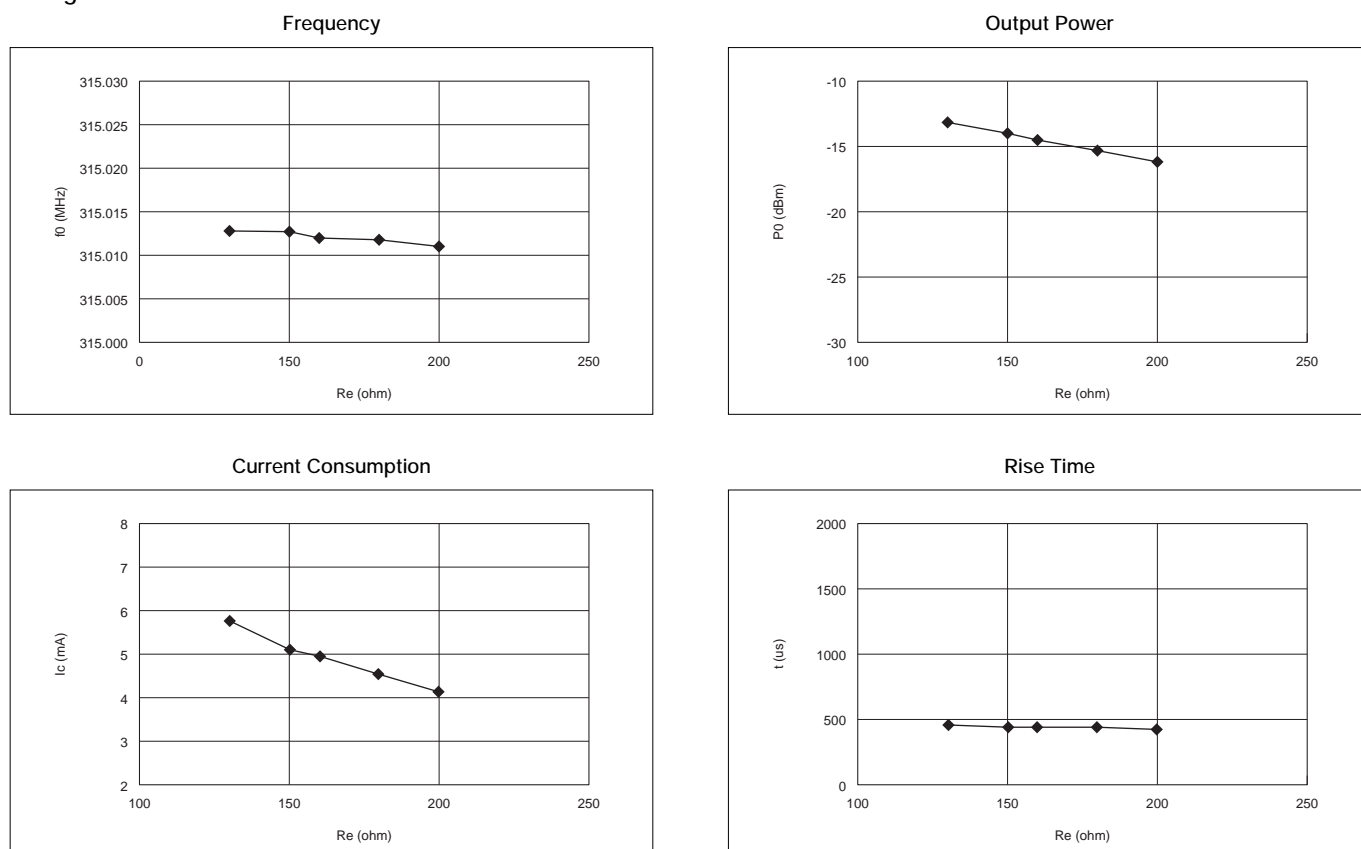 Frequency
315.030
315.025
315.020
315.015
315.010
315.005
315.000
0 150 200 250
f0 (MHz)
Re (ohm)
Output Power
-10
-15
-20
-25
-30
100 150 200 250
P0 (dBm)
Re (ohm)
Current Consumption
8
7
6
5
4
3
2
100 150 200 250
Ic (mA)
Re (ohm)
Rise Time
2000
1500
1000
500
0
100 150 200 250
t (us)
Re (ohm)